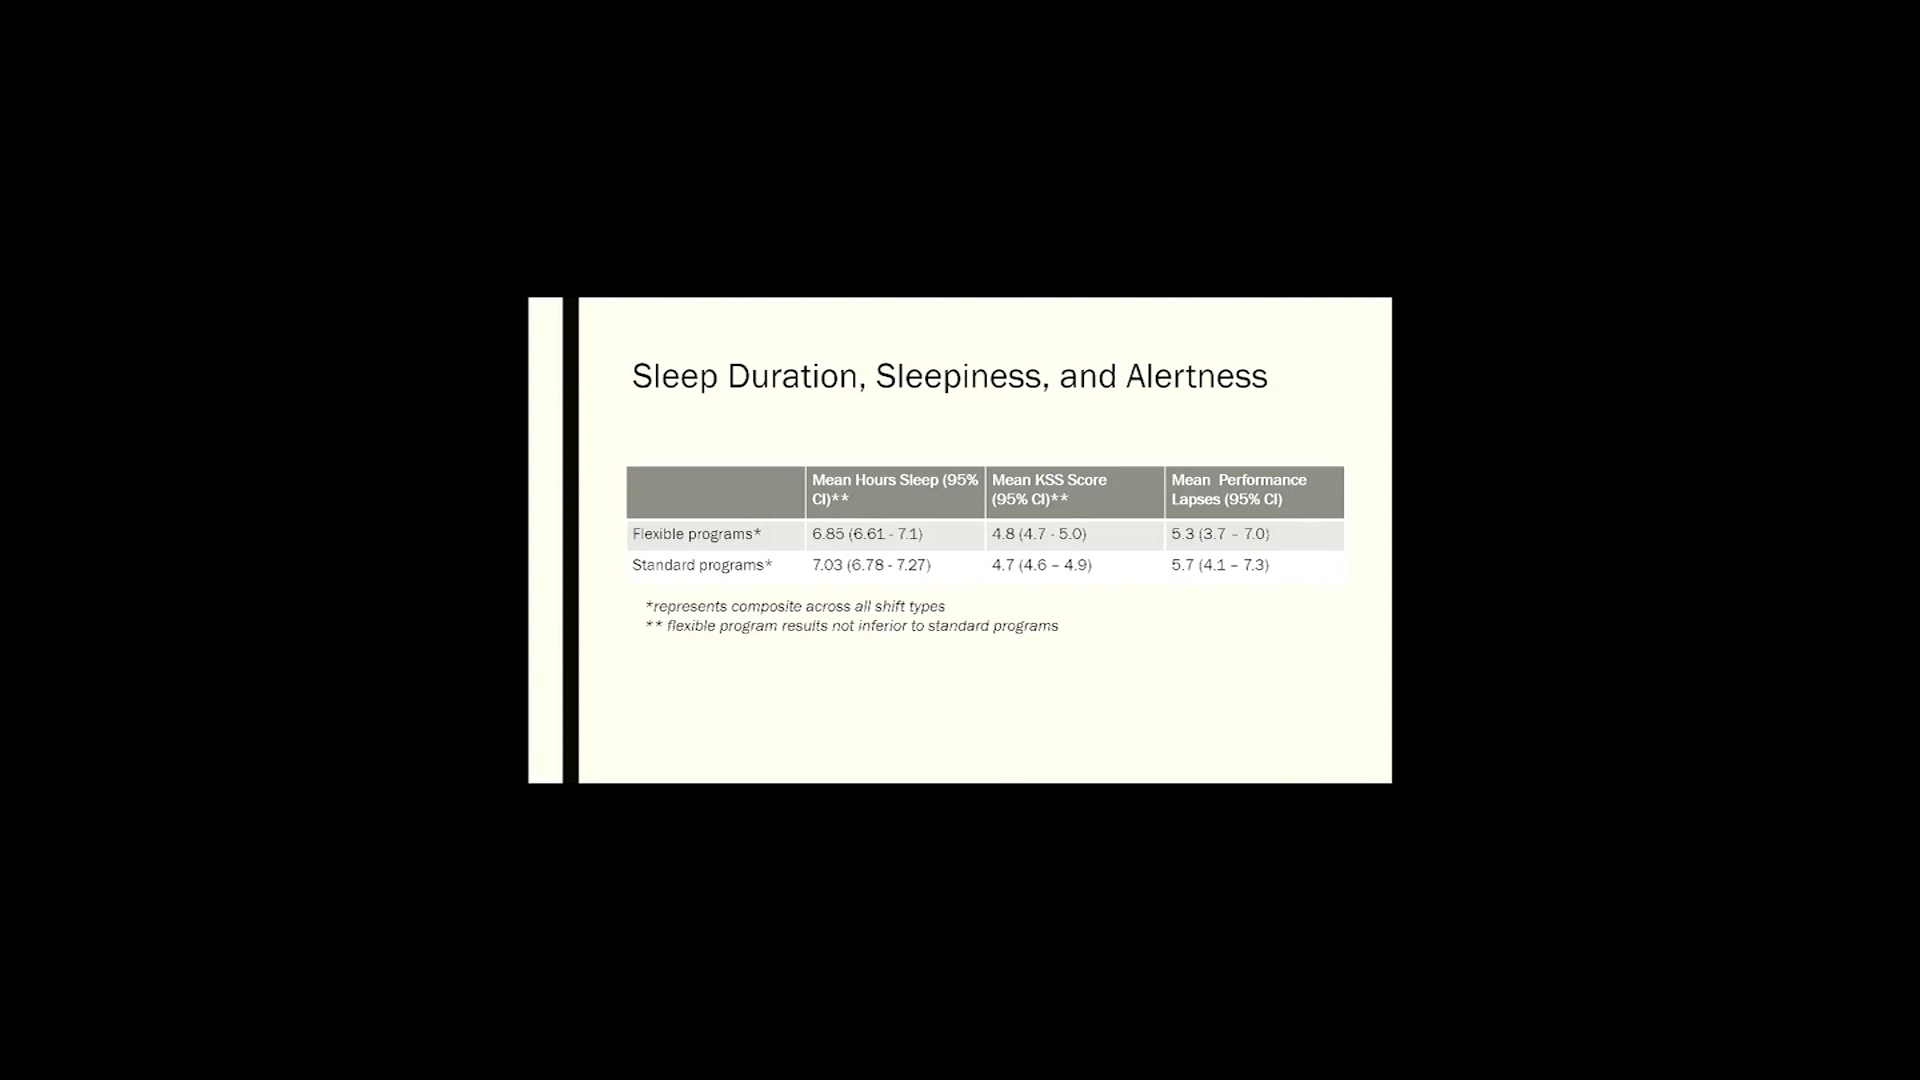 Sleep Duration, Sleepiness, and Alertness
Mean Hours Sleep (95% CI)** Mean KSS Score (95% CI)** Mean Performance Lapses (95% CI)
Flexible programs* 6.85 (6.61 - 7.1) 4.8 (4.7 - 5.0) 5.3 (3.7 – 7.0)
Standard programs* 7.03 (6.78 - 7.27) 4.7 (4.6 – 4.9) 5.7 (4.1 – 7.3)
*represents composite across all shift types
** flexible program results not inferior to standard programs